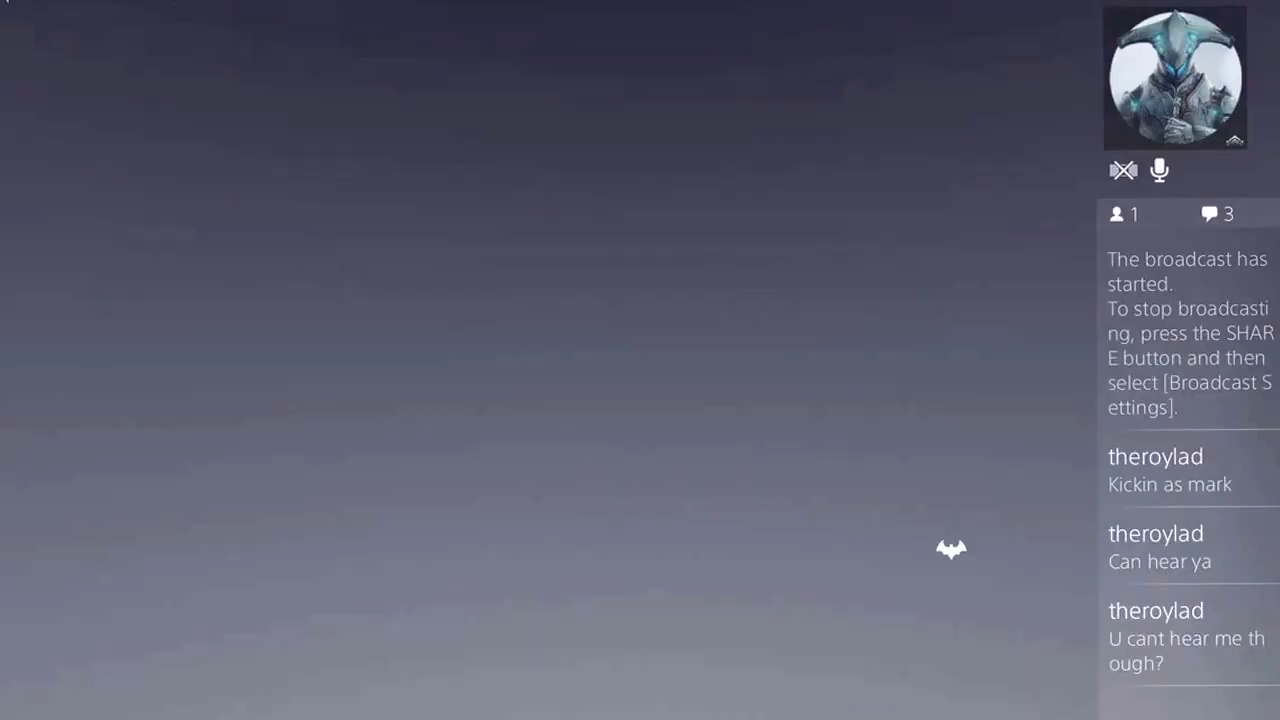 1
3
The broadcast has
started.
To stop broadcasti
ng, press the SHAR
E button and then
select [Broadcast S
ettings].
theroylad
Kickin as mark
theroylad
Can hear ya
theroylad
U cant hear me th
ough?